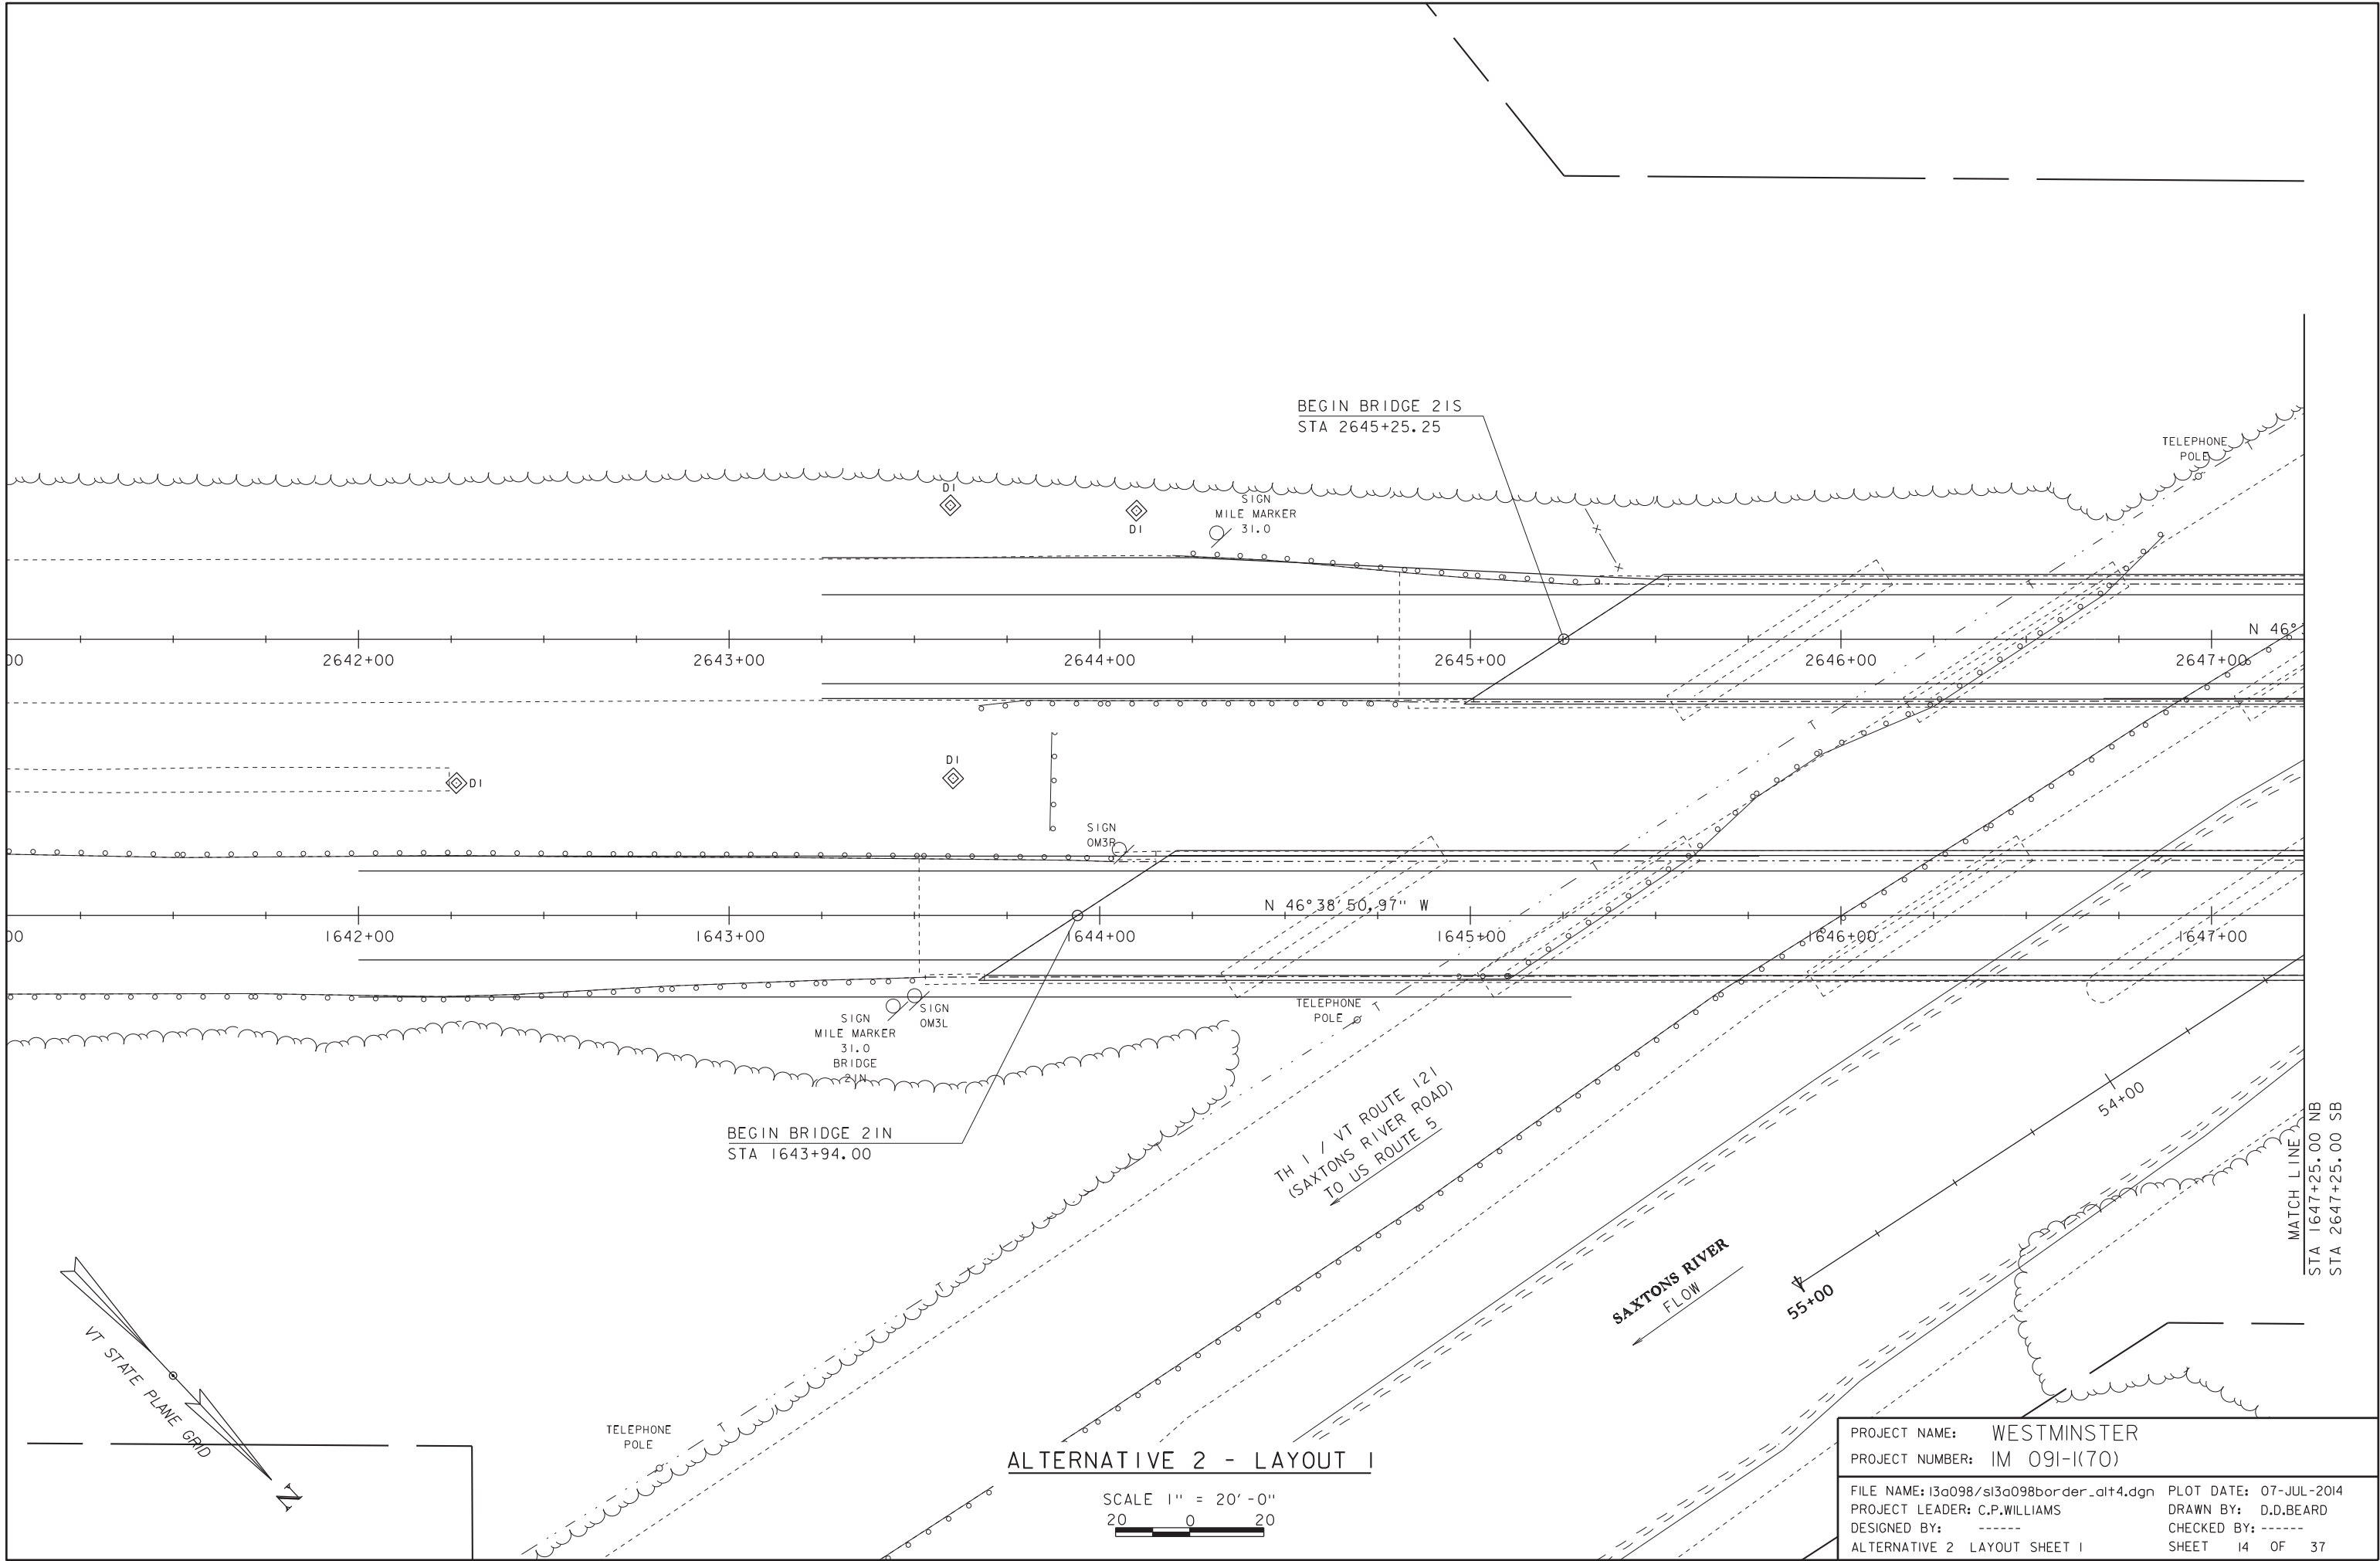 BEGIN BRIDGE 21S
STA 2645+25.25
TELEPHONE
POLE
D1
D1
SIGN
MILE MARKER
31.0
N 46°
00
2642+00
2643+00
2644+00
2645+00
2646+00
2647+00
D1
D1
SIGN
OM3R
N 46°38'50.97" W
00
1642+00
1643+00
1644+00
1645+00
1646+00
1647+00
SIGN
OM3L
SIGN
MILE MARKER
31.0
BRIDGE
21N
TELEPHONE
POLE
BEGIN BRIDGE 21N
STA 1643+94.00
TH 1 / VT ROUTE 121
(SAXTONS RIVER ROAD)
TO US ROUTE 5
54+00
55+00
SAXTONS RIVER
FLOW
MATCH LINE
STA 1647+25.00 NB
STA 2647+25.00 SB
VT STATE PLANE GRID
N
TELEPHONE
POLE
T
T
T
T
T
T
T
T
ALTERNATIVE 2 - LAYOUT 1
SCALE 1" = 20'-0"
20 0 20
PROJECT NAME: WESTMINSTER
PROJECT NUMBER: IM 091-1(70)
FILE NAME: 13a098/s13a098border_alt4.dgn PLOT DATE: 07-JUL-2014
PROJECT LEADER: C.P.WILLIAMS DRAWN BY: D.D.BEARD
DESIGNED BY: ------ CHECKED BY: ------
ALTERNATIVE 2 LAYOUT SHEET 1 SHEET 14 OF 37